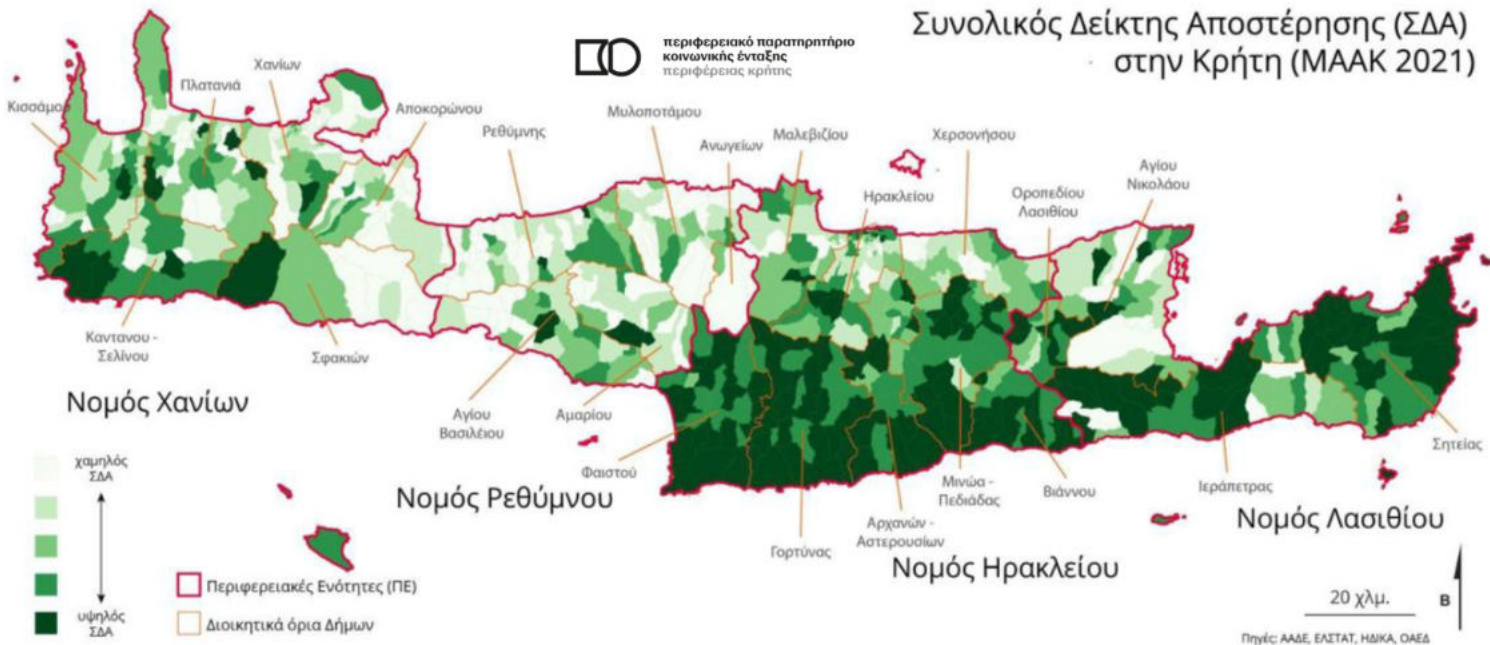 Συνολικός Δείκτης Αποστέρησης (ΣΔΑ)
στην Κρήτη (ΜΑΑΚ 2021)
περιφερειακό παρατηρητήριο
κοινωνικής ένταξης
περιφέρειας κρήτης
Κισσάμου
Πλατανιά
Χανίων
Αποκορώνου
Ρεθύμνης
Μυλοποτάμου
Ανωγείων
Μαλεβιζίου
Ηρακλείου
Χερσονήσου
Οροπεδίου
Λασιθίου
Αγίου
Νικολάου
Καντανου -
Σελίνου
Σφακιών
Αγίου
Βασιλείου
Αμαρίου
Φαιστού
Γορτύνας
Αρχανών -
Αστερουσίων
Μινώα -
Πεδιάδας
Βιάννου
Ιεράπετρας
Σητείας
Νομός Χανίων
Νομός Ρεθύμνου
Νομός Ηρακλείου
Νομός Λασιθίου
χαμηλός
ΣΔΑ
υψηλός
ΣΔΑ
Περιφερειακές Ενότητες (ΠΕ)
Διοικητικά όρια Δήμων
20 χλμ.
Β
Πηγές: ΑΑΔΕ, ΕΛΣΤΑΤ, ΗΔΙΚΑ, ΟΑΕΔ